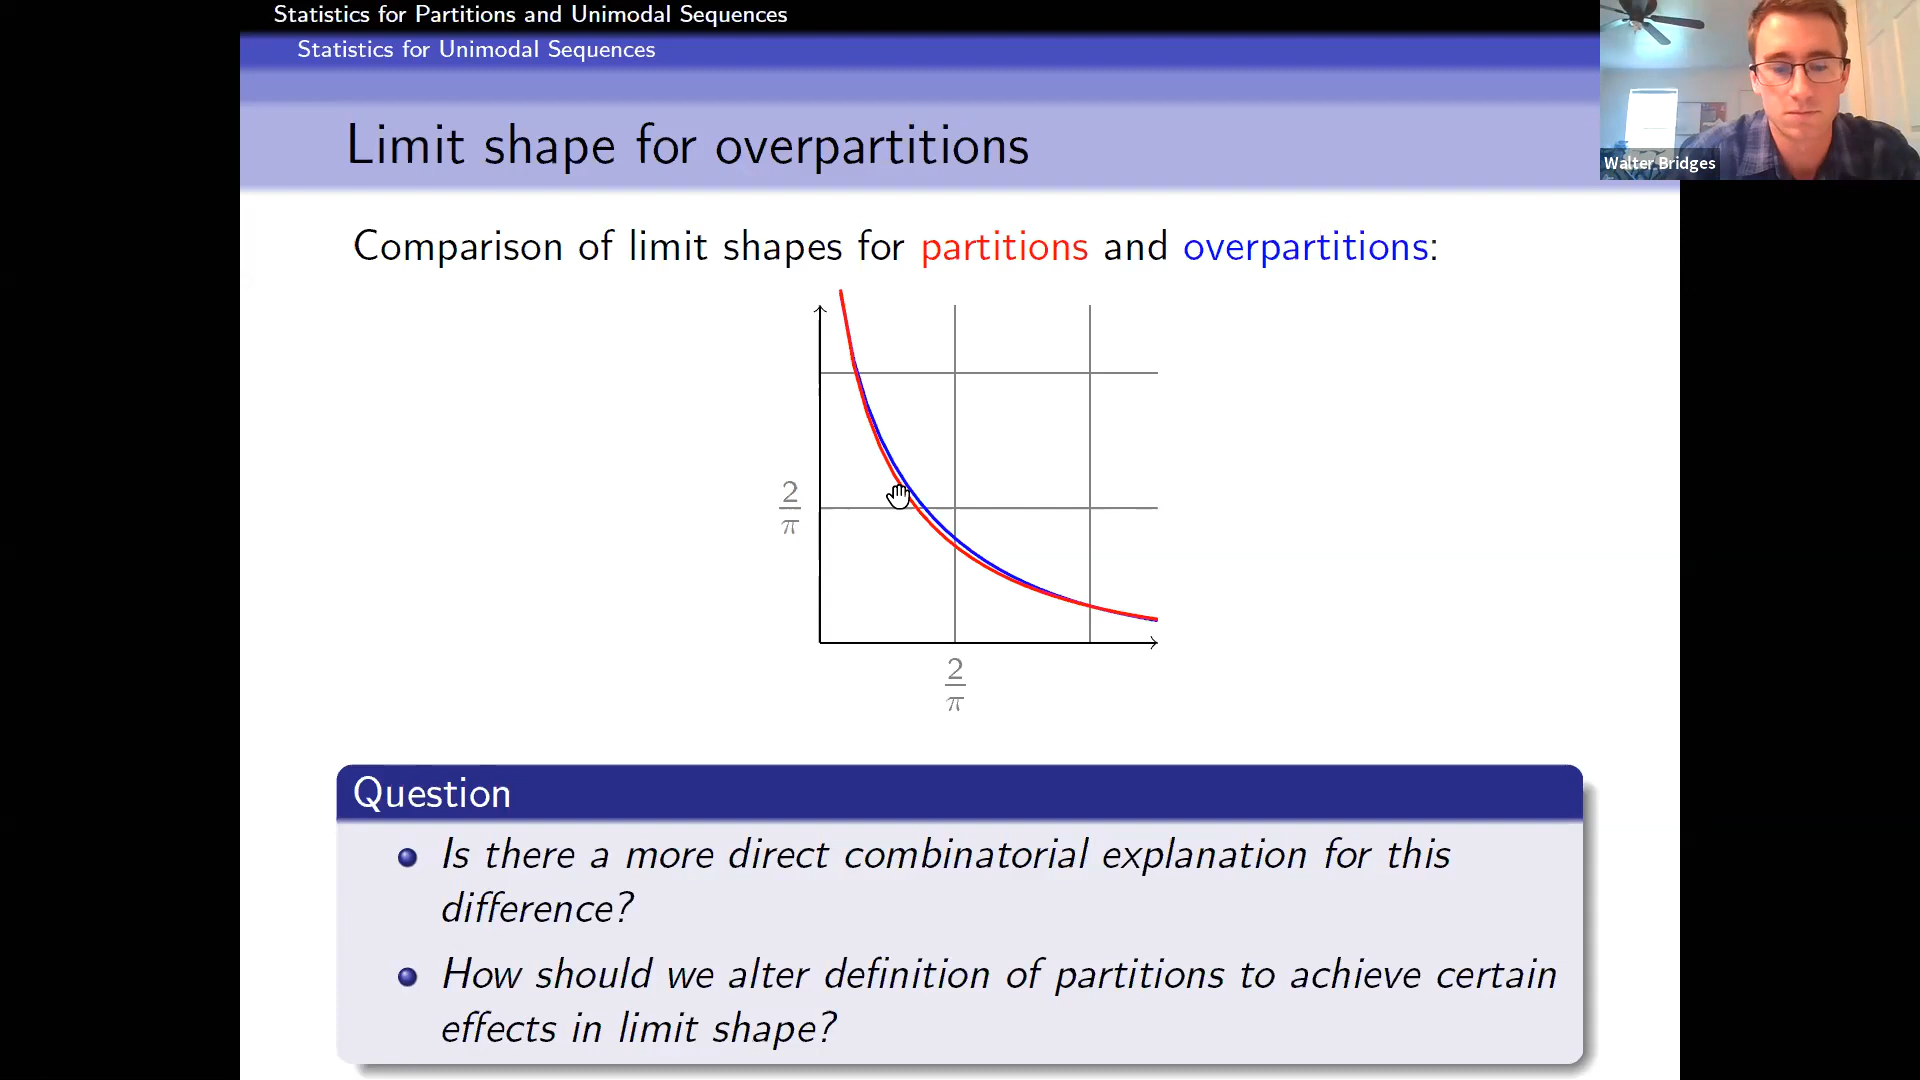 Statistics for Partitions and Unimodal Sequences
Statistics for Unimodal Sequences
Limit shape for overpartitions
Walter Bridges
Comparison of limit shapes for partitions and overpartitions:
2
π
2
π
Question
Is there a more direct combinatorial explanation for this
difference?
How should we alter definition of partitions to achieve certain
effects in limit shape?